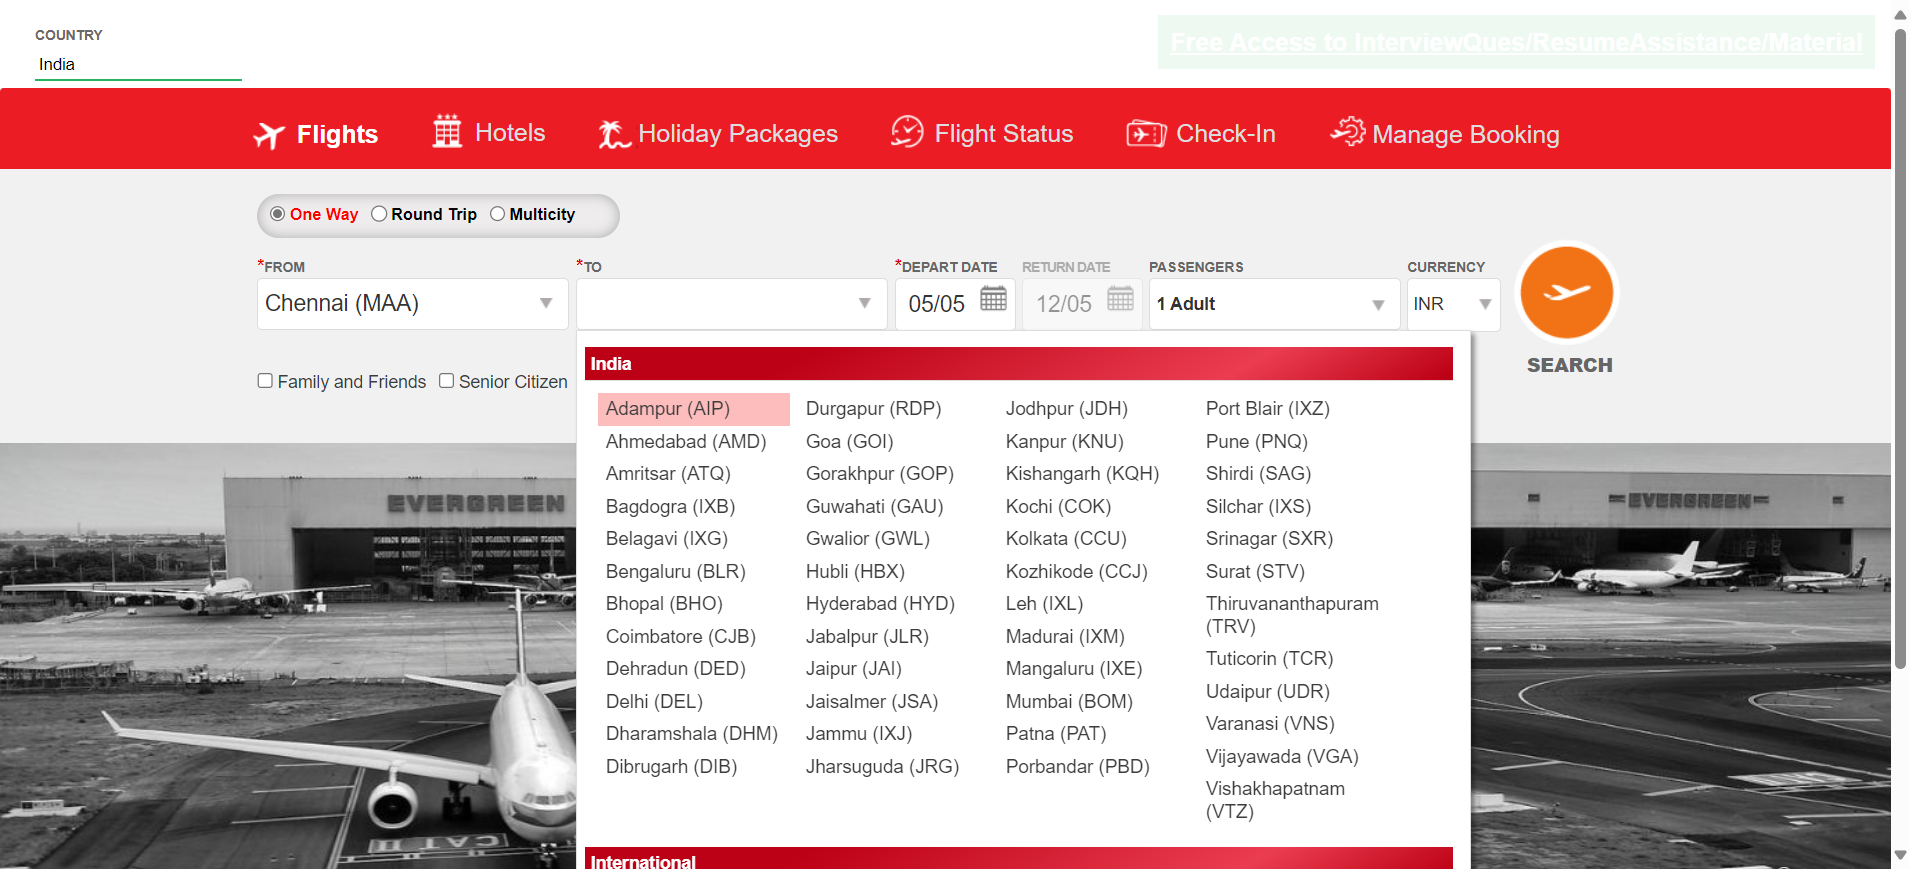 COUNTRY
India
Free Access to InterviewQues/ResumeAssistance/Material
Flights
Hotels
Holiday Packages
Flight Status
Check-In
Manage Booking
One Way
Round Trip
Multicity
*FROM
*TO
*DEPART DATE
RETURN DATE
PASSENGERS
CURRENCY
Chennai (MAA)
05/05
12/05
1 Adult
INR
SEARCH
Family and Friends
Senior Citizen
India
Adampur (AIP)
Ahmedabad (AMD)
Amritsar (ATQ)
Bagdogra (IXB)
Belagavi (IXG)
Bengaluru (BLR)
Bhopal (BHO)
Coimbatore (CJB)
Dehradun (DED)
Delhi (DEL)
Dharamshala (DHM)
Dibrugarh (DIB)
Durgapur (RDP)
Goa (GOI)
Gorakhpur (GOP)
Guwahati (GAU)
Gwalior (GWL)
Hubli (HBX)
Hyderabad (HYD)
Jabalpur (JLR)
Jaipur (JAI)
Jaisalmer (JSA)
Jammu (IXJ)
Jharsuguda (JRG)
Jodhpur (JDH)
Kanpur (KNU)
Kishangarh (KQH)
Kochi (COK)
Kolkata (CCU)
Kozhikode (CCJ)
Leh (IXL)
Madurai (IXM)
Mangaluru (IXE)
Mumbai (BOM)
Patna (PAT)
Porbandar (PBD)
Port Blair (IXZ)
Pune (PNQ)
Shirdi (SAG)
Silchar (IXS)
Srinagar (SXR)
Surat (STV)
Thiruvananthapuram
(TRV)
Tuticorin (TCR)
Udaipur (UDR)
Varanasi (VNS)
Vijayawada (VGA)
Vishakhapatnam
(VTZ)
International
EVERGREEN
EVERGREEN
CAT II